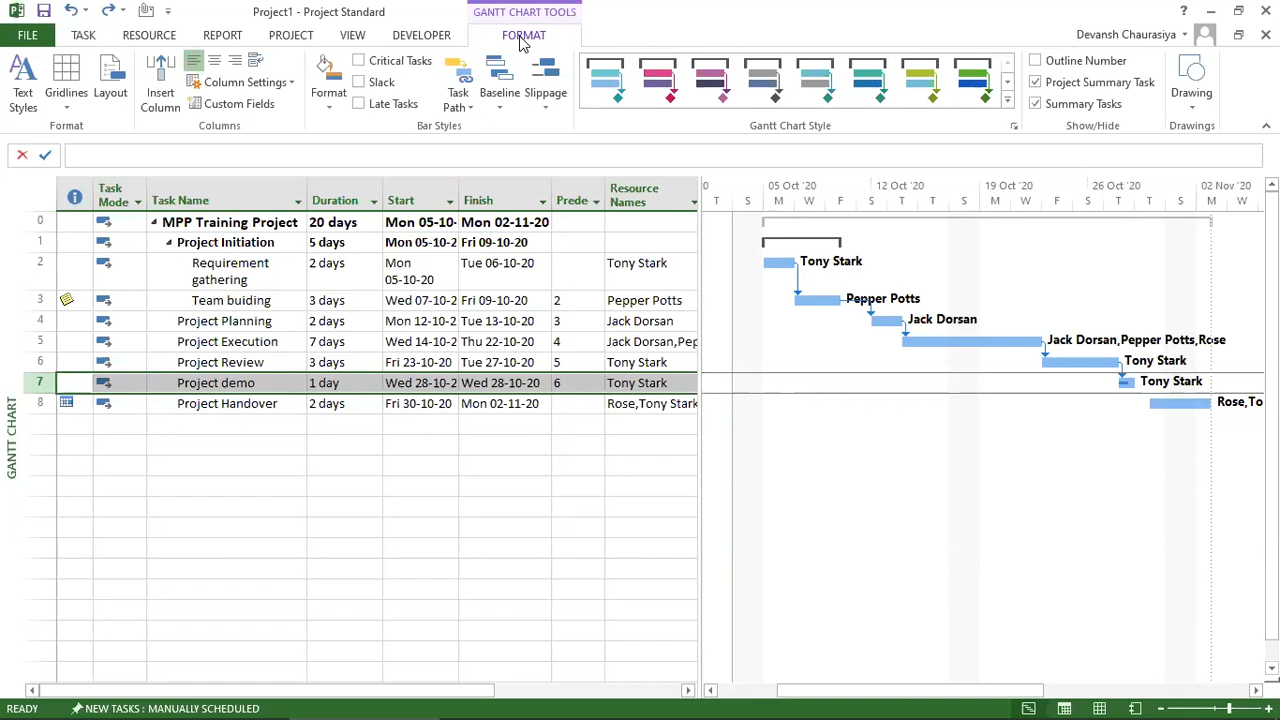 Project1 - Project Standard
GANTT CHART TOOLS
FILE TASK RESOURCE REPORT PROJECT VIEW DEVELOPER FORMAT Devansh Chaurasiya
Text Styles
Gridlines
Layout
Format
Insert Column
Column Settings
Custom Fields
Columns
Format
Critical Tasks
Slack
Late Tasks
Task Path
Baseline
Slippage
Bar Styles
Gantt Chart Style
Outline Number
Project Summary Task
Summary Tasks
Show/Hide
Drawing
Drawings
Task Mode Task Name Duration Start Finish Prede Resource Names
0 MPP Training Project 20 days Mon 05-10- Mon 02-11-20
1 Project Initiation 5 days Mon 05-10-2 Fri 09-10-20
2 Requirement gathering 2 days Mon 05-10-20 Tue 06-10-20 Tony Stark
3 Team buiding 3 days Wed 07-10-2 Fri 09-10-20 2 Pepper Potts
4 Project Planning 2 days Mon 12-10-2 Tue 13-10-20 3 Jack Dorsan
5 Project Execution 7 days Wed 14-10-2 Thu 22-10-20 4 Jack Dorsan,Pep
6 Project Review 3 days Fri 23-10-20 Tue 27-10-20 5 Tony Stark
7 Project demo 1 day Wed 28-10-2 Wed 28-10-20 6 Tony Stark
8 Project Handover 2 days Fri 30-10-20 Mon 02-11-20 Rose,Tony Stark
0 05 Oct '20 12 Oct '20 19 Oct '20 26 Oct '20 02 Nov '20
T S M W F S T T S M W F S T T S M W
Tony Stark
Pepper Potts
Jack Dorsan
Jack Dorsan,Pepper Potts,Rose
Tony Stark
Tony Stark
Rose,To
GANTT CHART
READY NEW TASKS : MANUALLY SCHEDULED